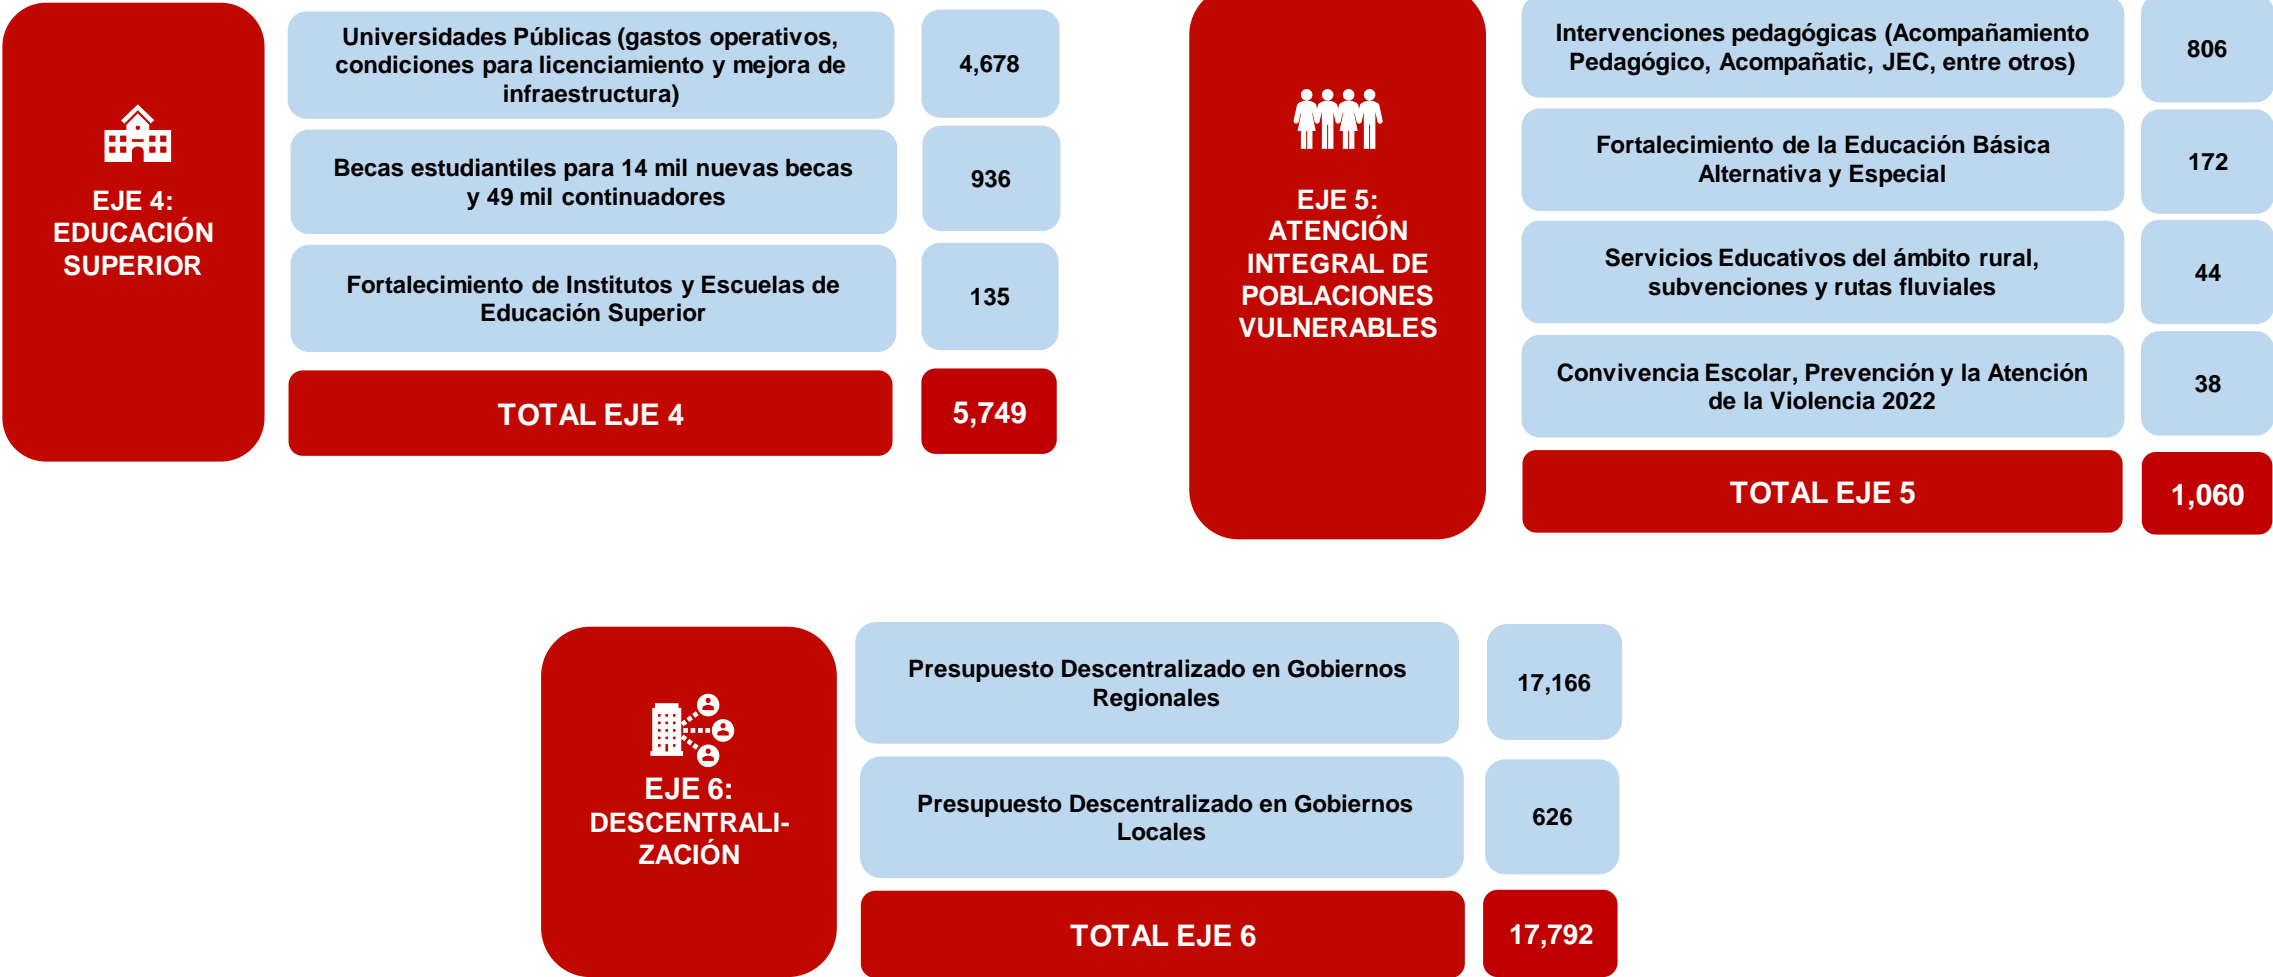 EJE 4:
EDUCACIÓN
SUPERIOR
Universidades Públicas (gastos operativos,
condiciones para licenciamiento y mejora de
infraestructura)
4,678
Becas estudiantiles para 14 mil nuevas becas
y 49 mil continuadores
936
Fortalecimiento de Institutos y Escuelas de
Educación Superior
135
TOTAL EJE 4
5,749
EJE 5:
ATENCIÓN
INTEGRAL DE
POBLACIONES
VULNERABLES
Intervenciones pedagógicas (Acompañamiento
Pedagógico, Acompañatic, JEC, entre otros)
806
Fortalecimiento de la Educación Básica
Alternativa y Especial
172
Servicios Educativos del ámbito rural,
subvenciones y rutas fluviales
44
Convivencia Escolar, Prevención y la Atención
de la Violencia 2022
38
TOTAL EJE 5
1,060
EJE 6:
DESCENTRALI-
ZACIÓN
Presupuesto Descentralizado en Gobiernos
Regionales
17,166
Presupuesto Descentralizado en Gobiernos
Locales
626
TOTAL EJE 6
17,792